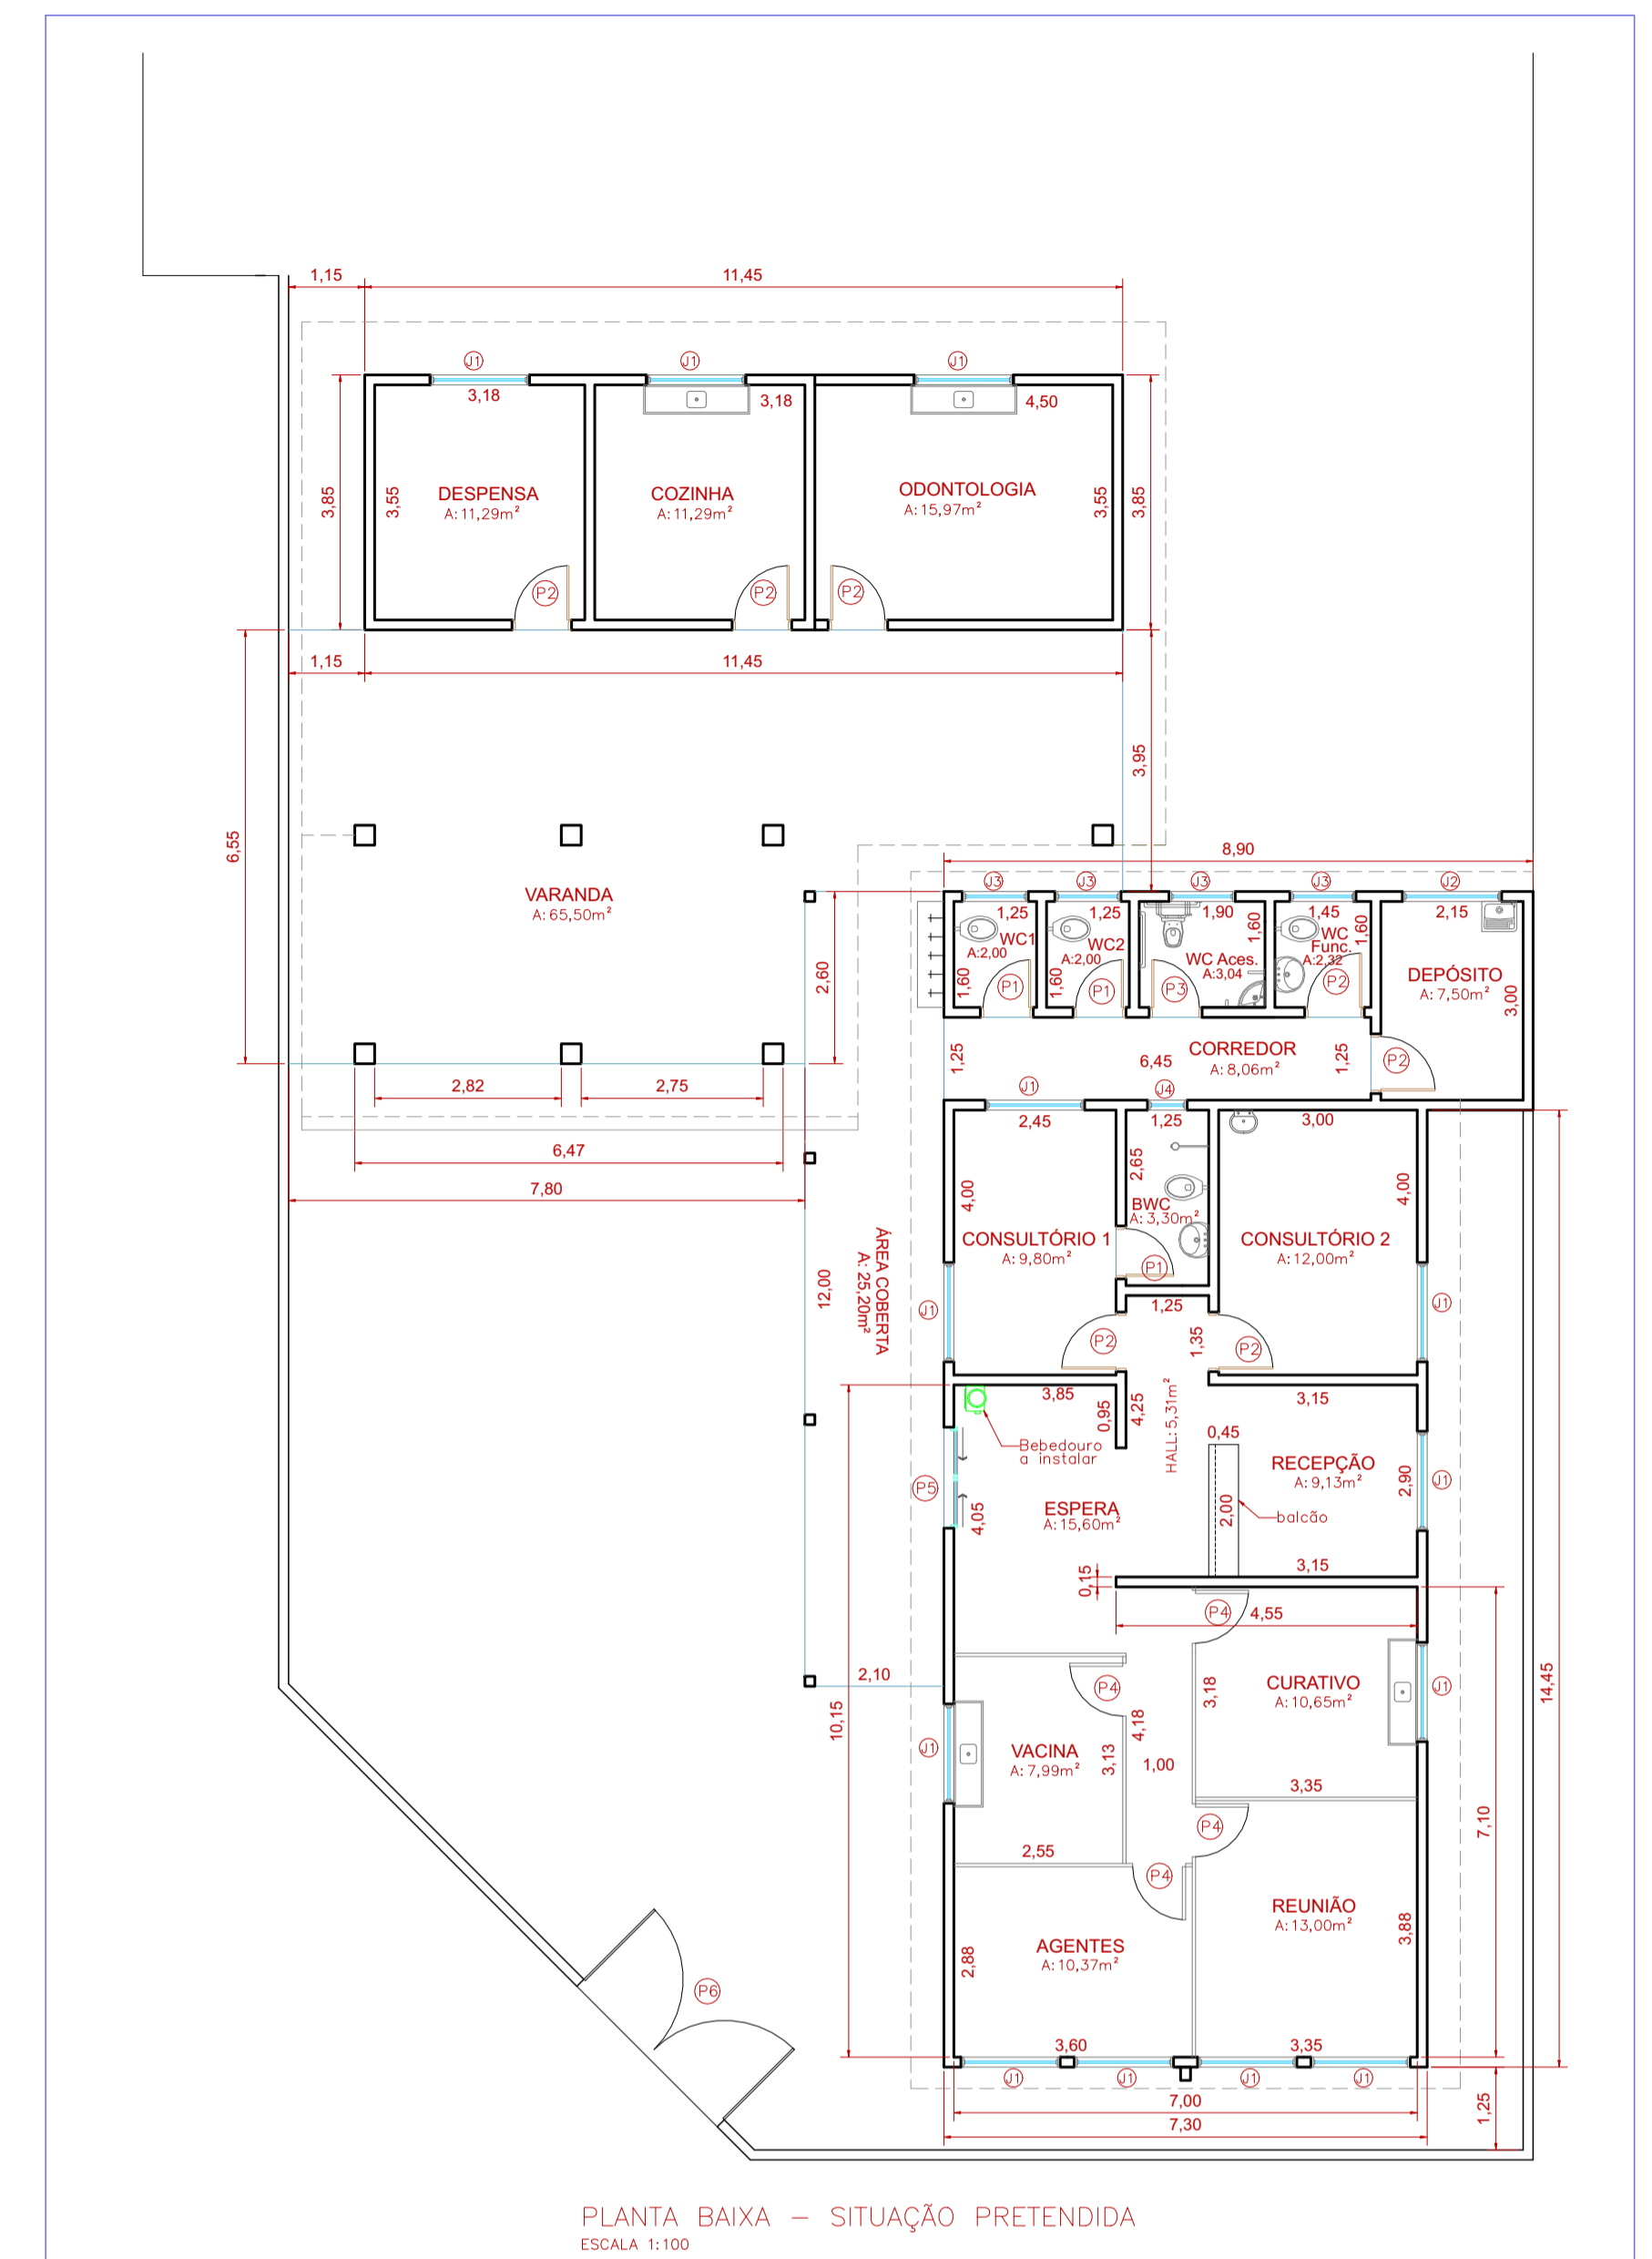 1,15
11,45
J1
J1
J1
3,18
3,18
4,50
3,85
3,55
DESPENSA
A: 11,29m²
COZINHA
A: 11,29m²
ODONTOLOGIA
A: 15,97m²
3,55
3,85
P2
P2
P2
1,15
11,45
3,95
6,55
8,90
VARANDA
A: 65,50m²
J3
J3
J3
J3
J2
1,25
1,25
1,90
1,45
2,15
WC1
A:2,00
1,60
WC2
A:2,00
1,60
WC Aces.
A:3,04
1,60
WC
Func.
A:2,32
1,60
DEPÓSITO
A: 7,50m²
3,00
P1
P1
P3
P2
2,60
1,25
6,45
CORREDOR
A: 8,06m²
1,25
P2
2,82
2,75
6,47
7,80
J1
J4
2,45
1,25
3,00
2,65
4,00
4,00
BWC
A: 3,30m²
CONSULTÓRIO 1
A: 9,80m²
CONSULTÓRIO 2
A: 12,00m²
P1
ÁREA COBERTA
A: 25,20m²
12,00
J1
J1
1,25
1,35
P2
P2
3,85
0,95
4,25
HALL: 5,31m²
3,15
0,45
Bebedouro
a instalar
RECEPÇÃO
A: 9,13m²
2,90
J1
P5
4,05
ESPERA
A: 15,60m²
2,00
balcão
3,15
0,15
P4
4,55
2,10
10,15
14,45
P4
3,18
CURATIVO
A: 10,65m²
J1
J1
VACINA
A: 7,99m²
4,18
3,13
1,00
3,35
7,10
P4
2,55
P4
REUNIÃO
A: 13,00m²
3,88
AGENTES
A: 10,37m²
2,88
P6
3,60
3,35
J1
J1
J1
J1
7,00
7,30
1,25
PLANTA BAIXA – SITUAÇÃO PRETENDIDA
ESCALA 1:100